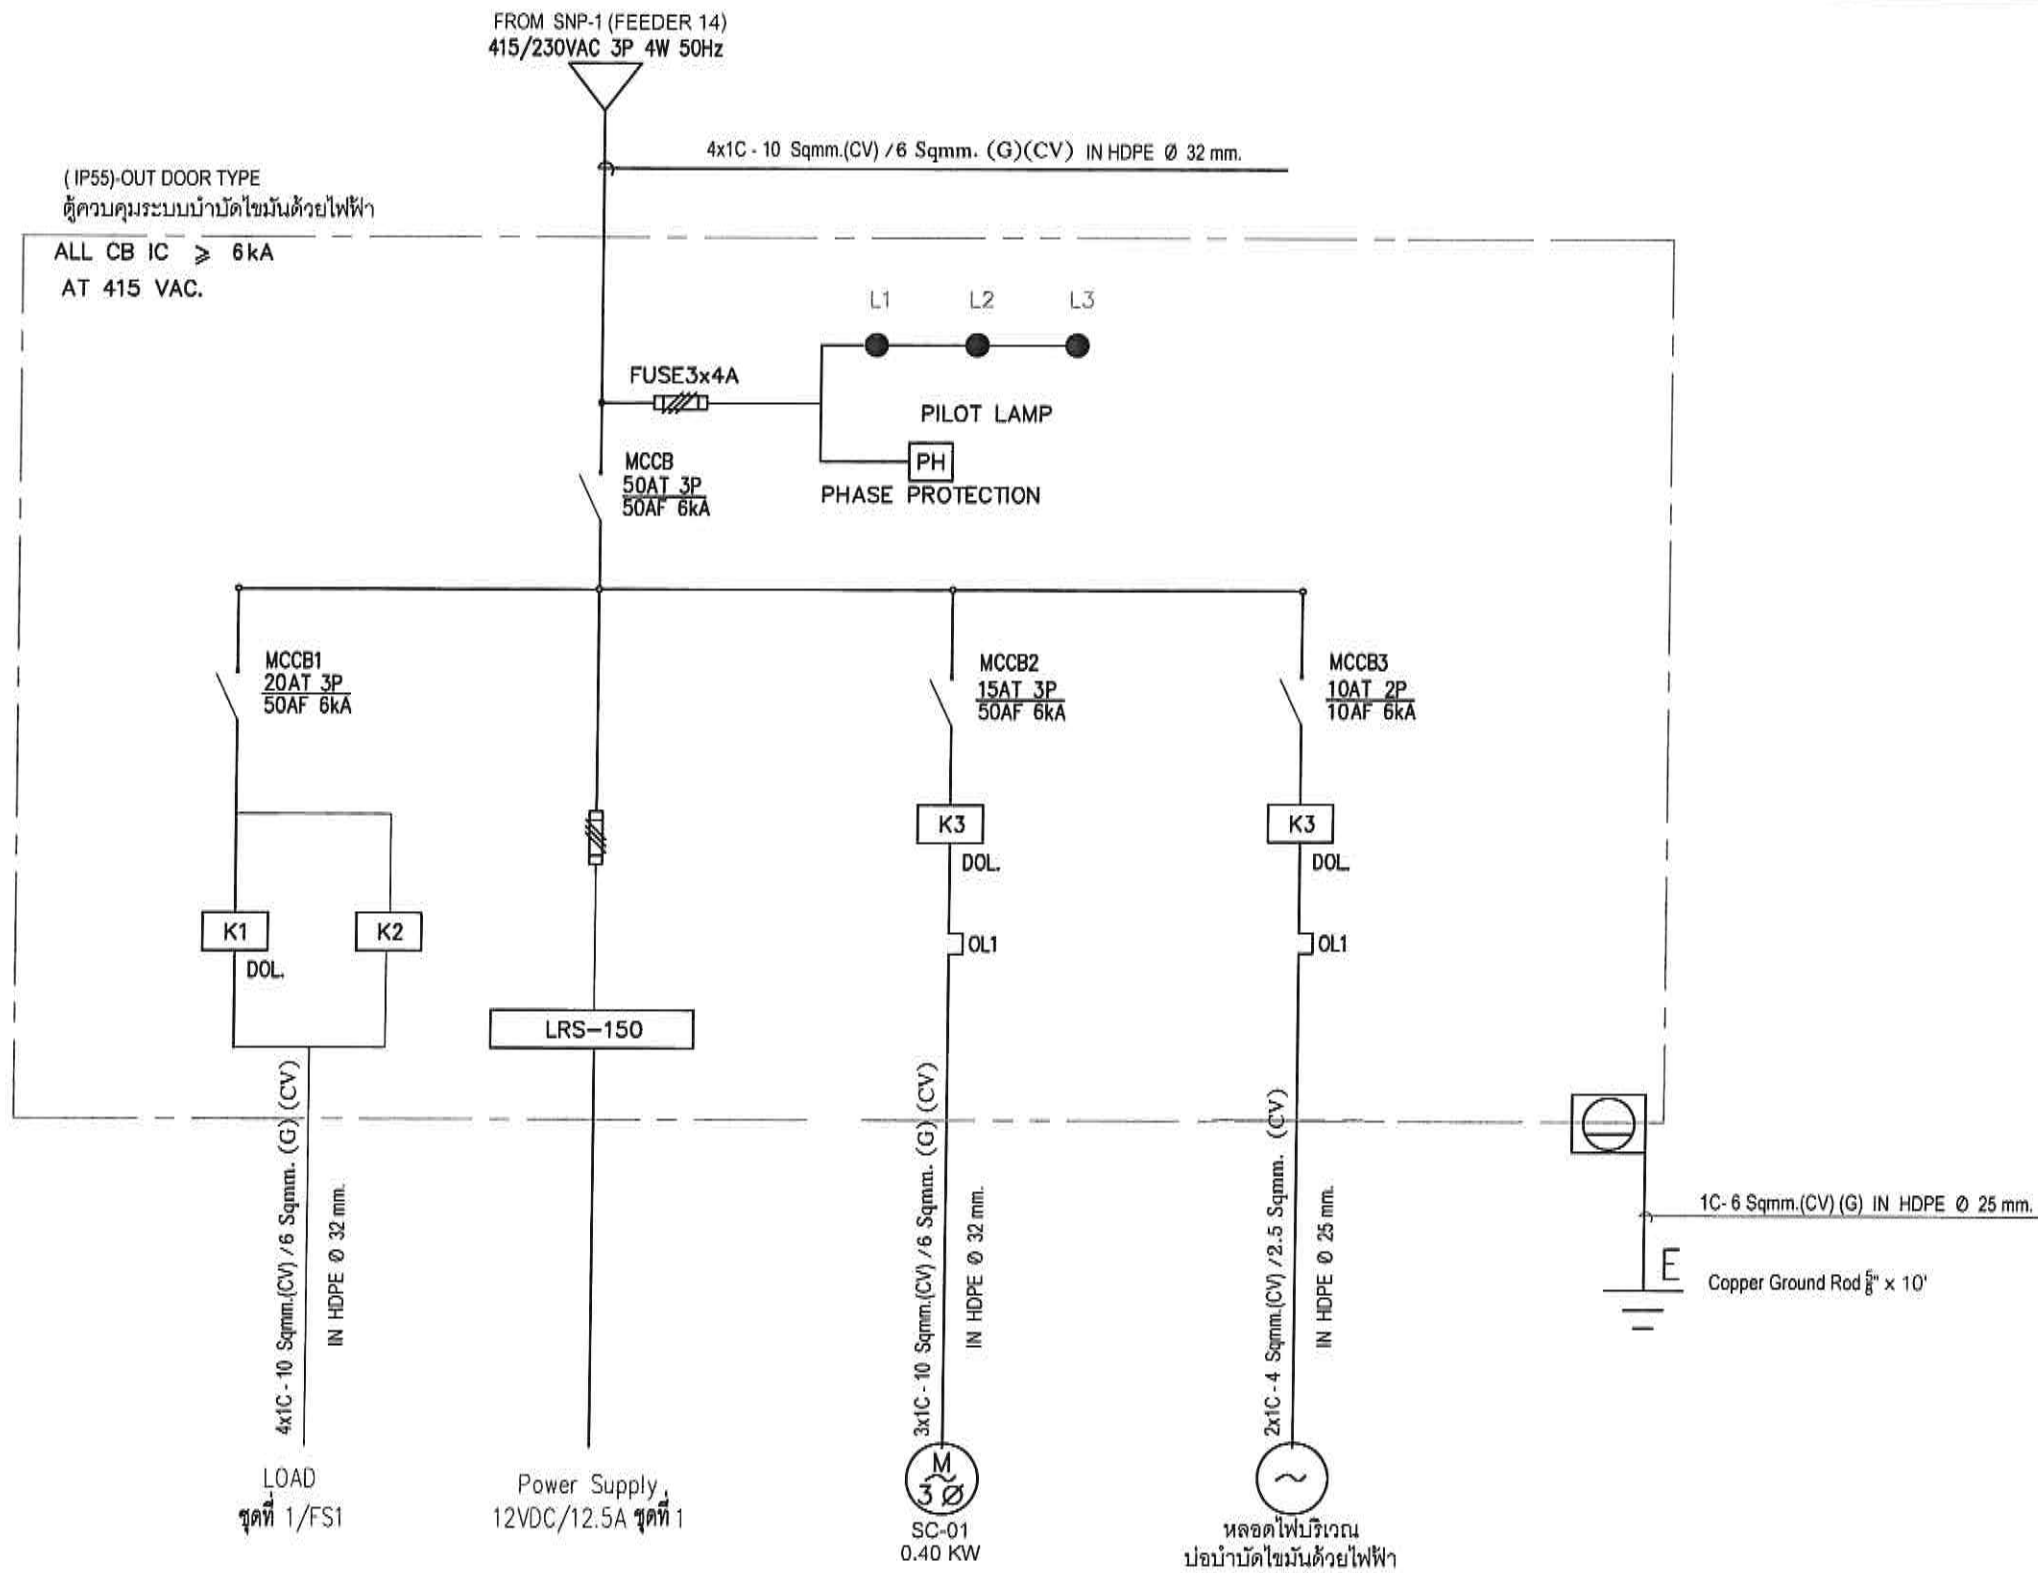 FROM SNP-1 (FEEDER 14)
415/230VAC 3P 4W 50Hz
4x1C - 10 Sqmm.(CV) /6 Sqmm. (G)(CV) IN HDPE Ø 32 mm.
( IP55)-OUT DOOR TYPE
ตู้ควบคุมระบบบำบัดไขมันด้วยไฟฟ้า
ALL CB IC ⩾ 6kA
AT 415 VAC.
L1 L2 L3
FUSE3x4A
PILOT LAMP
PH
PHASE PROTECTION
MCCB
50AT 3P
50AF 6kA
MCCB1
20AT 3P
50AF 6kA
MCCB2
15AT 3P
50AF 6kA
MCCB3
10AT 2P
10AF 6kA
K3
DOL.
K3
DOL
K1
DOL.
K2
OL1
OL1
LRS-150
4x1C - 10 Sqmm.(CV) /6 Sqmm. (G) (CV)
IN HDPE Ø 32 mm.
3x1C - 10 Sqmm.(CV) /6 Sqmm. (G) (CV)
IN HDPE Ø 32 mm.
2x1C - 4 Sqmm.(CV) /2.5 Sqmm. (CV)
IN HDPE Ø 25 mm.
1C- 6 Sqmm.(CV) (G) IN HDPE Ø 25 mm.
E
Copper Ground Rod 5/8" x 10'
LOAD
ชุดที่ 1/FS1
Power Supply
12VDC/12.5A ชุดที่ 1
M
3 Ø
SC-01
0.40 KW
~
หลอดไฟบริเวณ
บ่อบำบัดไขมันด้วยไฟฟ้า